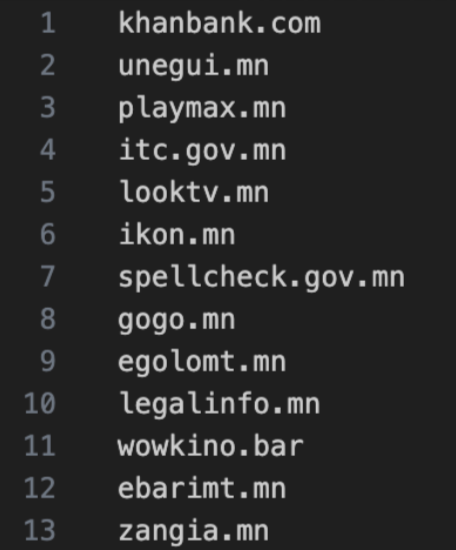 1 khanbank.com
2 unegui.mn
3 playmax.mn
4 itc.gov.mn
5 looktv.mn
6 ikon.mn
7 spellcheck.gov.mn
8 gogo.mn
9 egolomt.mn
10 legalinfo.mn
11 wowkino.bar
12 ebarimt.mn
13 zangia.mn